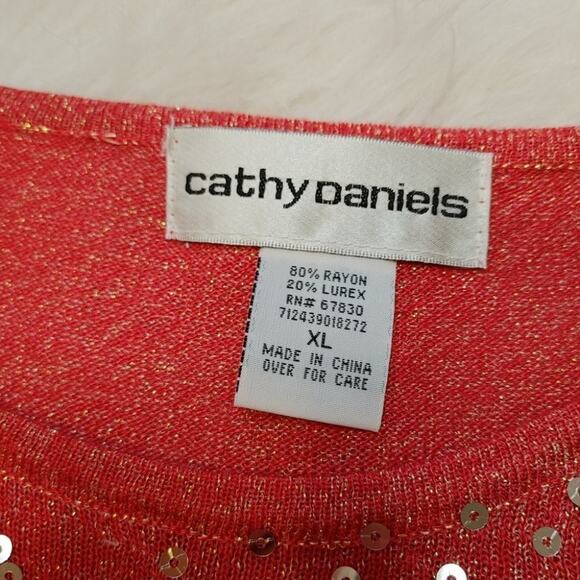 cathy Daniels
80% RAYON
20% LUREX
RN# 67830
712439018272
XL
MADE IN CHINA
OVER FOR CARE